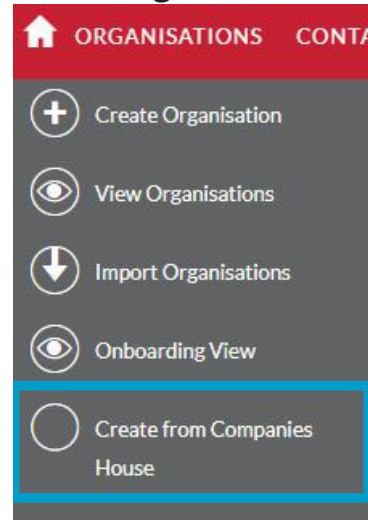 ORGANISATIONS CONTA
Create Organisation
View Organisations
Import Organisations
Onboarding View
Create from Companies
House